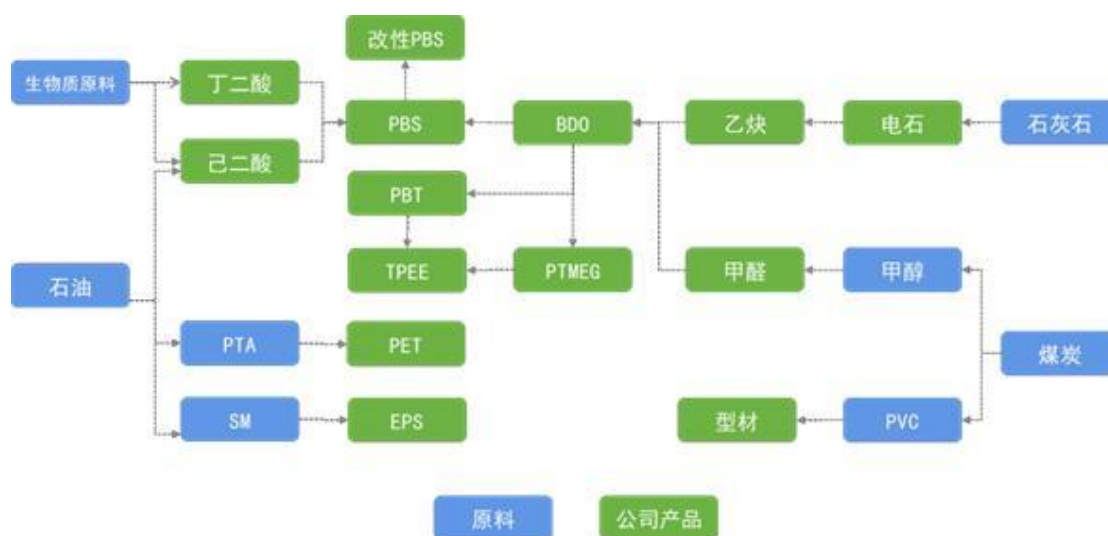 改性PBS
生物质原料
丁二酸
PBS
BDO
乙炔
电石
石灰石
己二酸
PBT
石油
TPEE
PTMEG
甲醛
甲醇
PTA
PET
煤炭
SM
EPS
型材
PVC
原料
公司产品